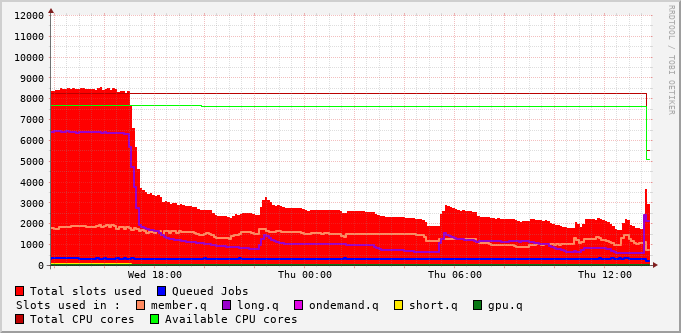 RRDTOOL / TOBI OETIKER
12000
11000
10000
9000
8000
7000
6000
5000
4000
3000
2000
1000
0
Wed 18:00 Thu 00:00 Thu 06:00 Thu 12:00
Total slots used Queued Jobs
Slots used in : member.q long.q ondemand.q short.q gpu.q
Total CPU cores Available CPU cores